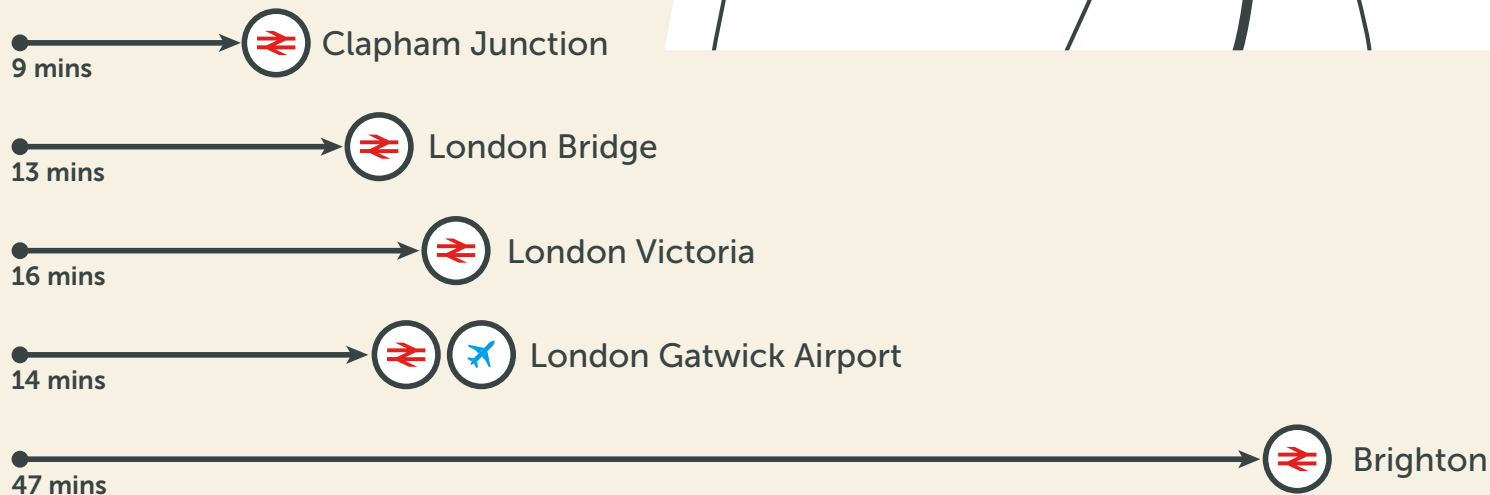 Clapham Junction
9 mins
London Bridge
13 mins
London Victoria
16 mins
London Gatwick Airport
14 mins
Brighton
47 mins